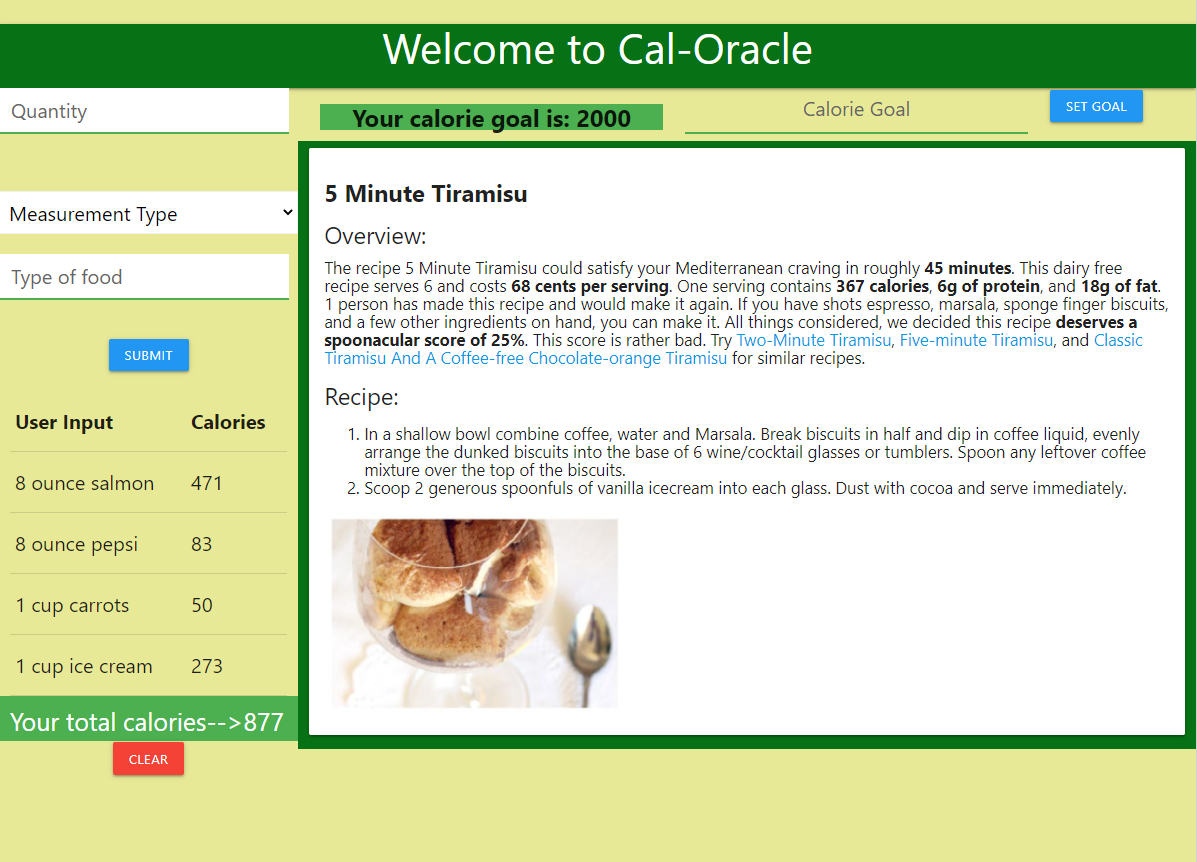 Welcome to Cal-Oracle
Quantity
Your calorie goal is: 2000
Calorie Goal
SET GOAL
Measurement Type
Type of food
SUBMIT
User Input Calories
8 ounce salmon 471
8 ounce pepsi 83
1 cup carrots 50
1 cup ice cream 273
Your total calories-->877
CLEAR
5 Minute Tiramisu
Overview:
The recipe 5 Minute Tiramisu could satisfy your Mediterranean craving in roughly 45 minutes. This dairy free
recipe serves 6 and costs 68 cents per serving. One serving contains 367 calories, 6g of protein, and 18g of fat.
1 person has made this recipe and would make it again. If you have shots espresso, marsala, sponge finger biscuits,
and a few other ingredients on hand, you can make it. All things considered, we decided this recipe deserves a
spoonacular score of 25%. This score is rather bad. Try Two-Minute Tiramisu, Five-minute Tiramisu, and Classic
Tiramisu And A Coffee-free Chocolate-orange Tiramisu for similar recipes.
Recipe:
1. In a shallow bowl combine coffee, water and Marsala. Break biscuits in half and dip in coffee liquid, evenly
arrange the dunked biscuits into the base of 6 wine/cocktail glasses or tumblers. Spoon any leftover coffee
mixture over the top of the biscuits.
2. Scoop 2 generous spoonfuls of vanilla icecream into each glass. Dust with cocoa and serve immediately.